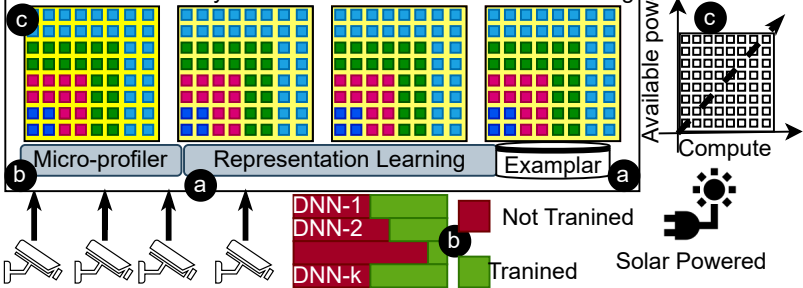 c
c
Available pow
Micro-profiler
Representation Learning
Examplar
Compute
b
a
a
DNN-1
DNN-2
DNN-k
b
Not Tranined
Tranined
Solar Powered